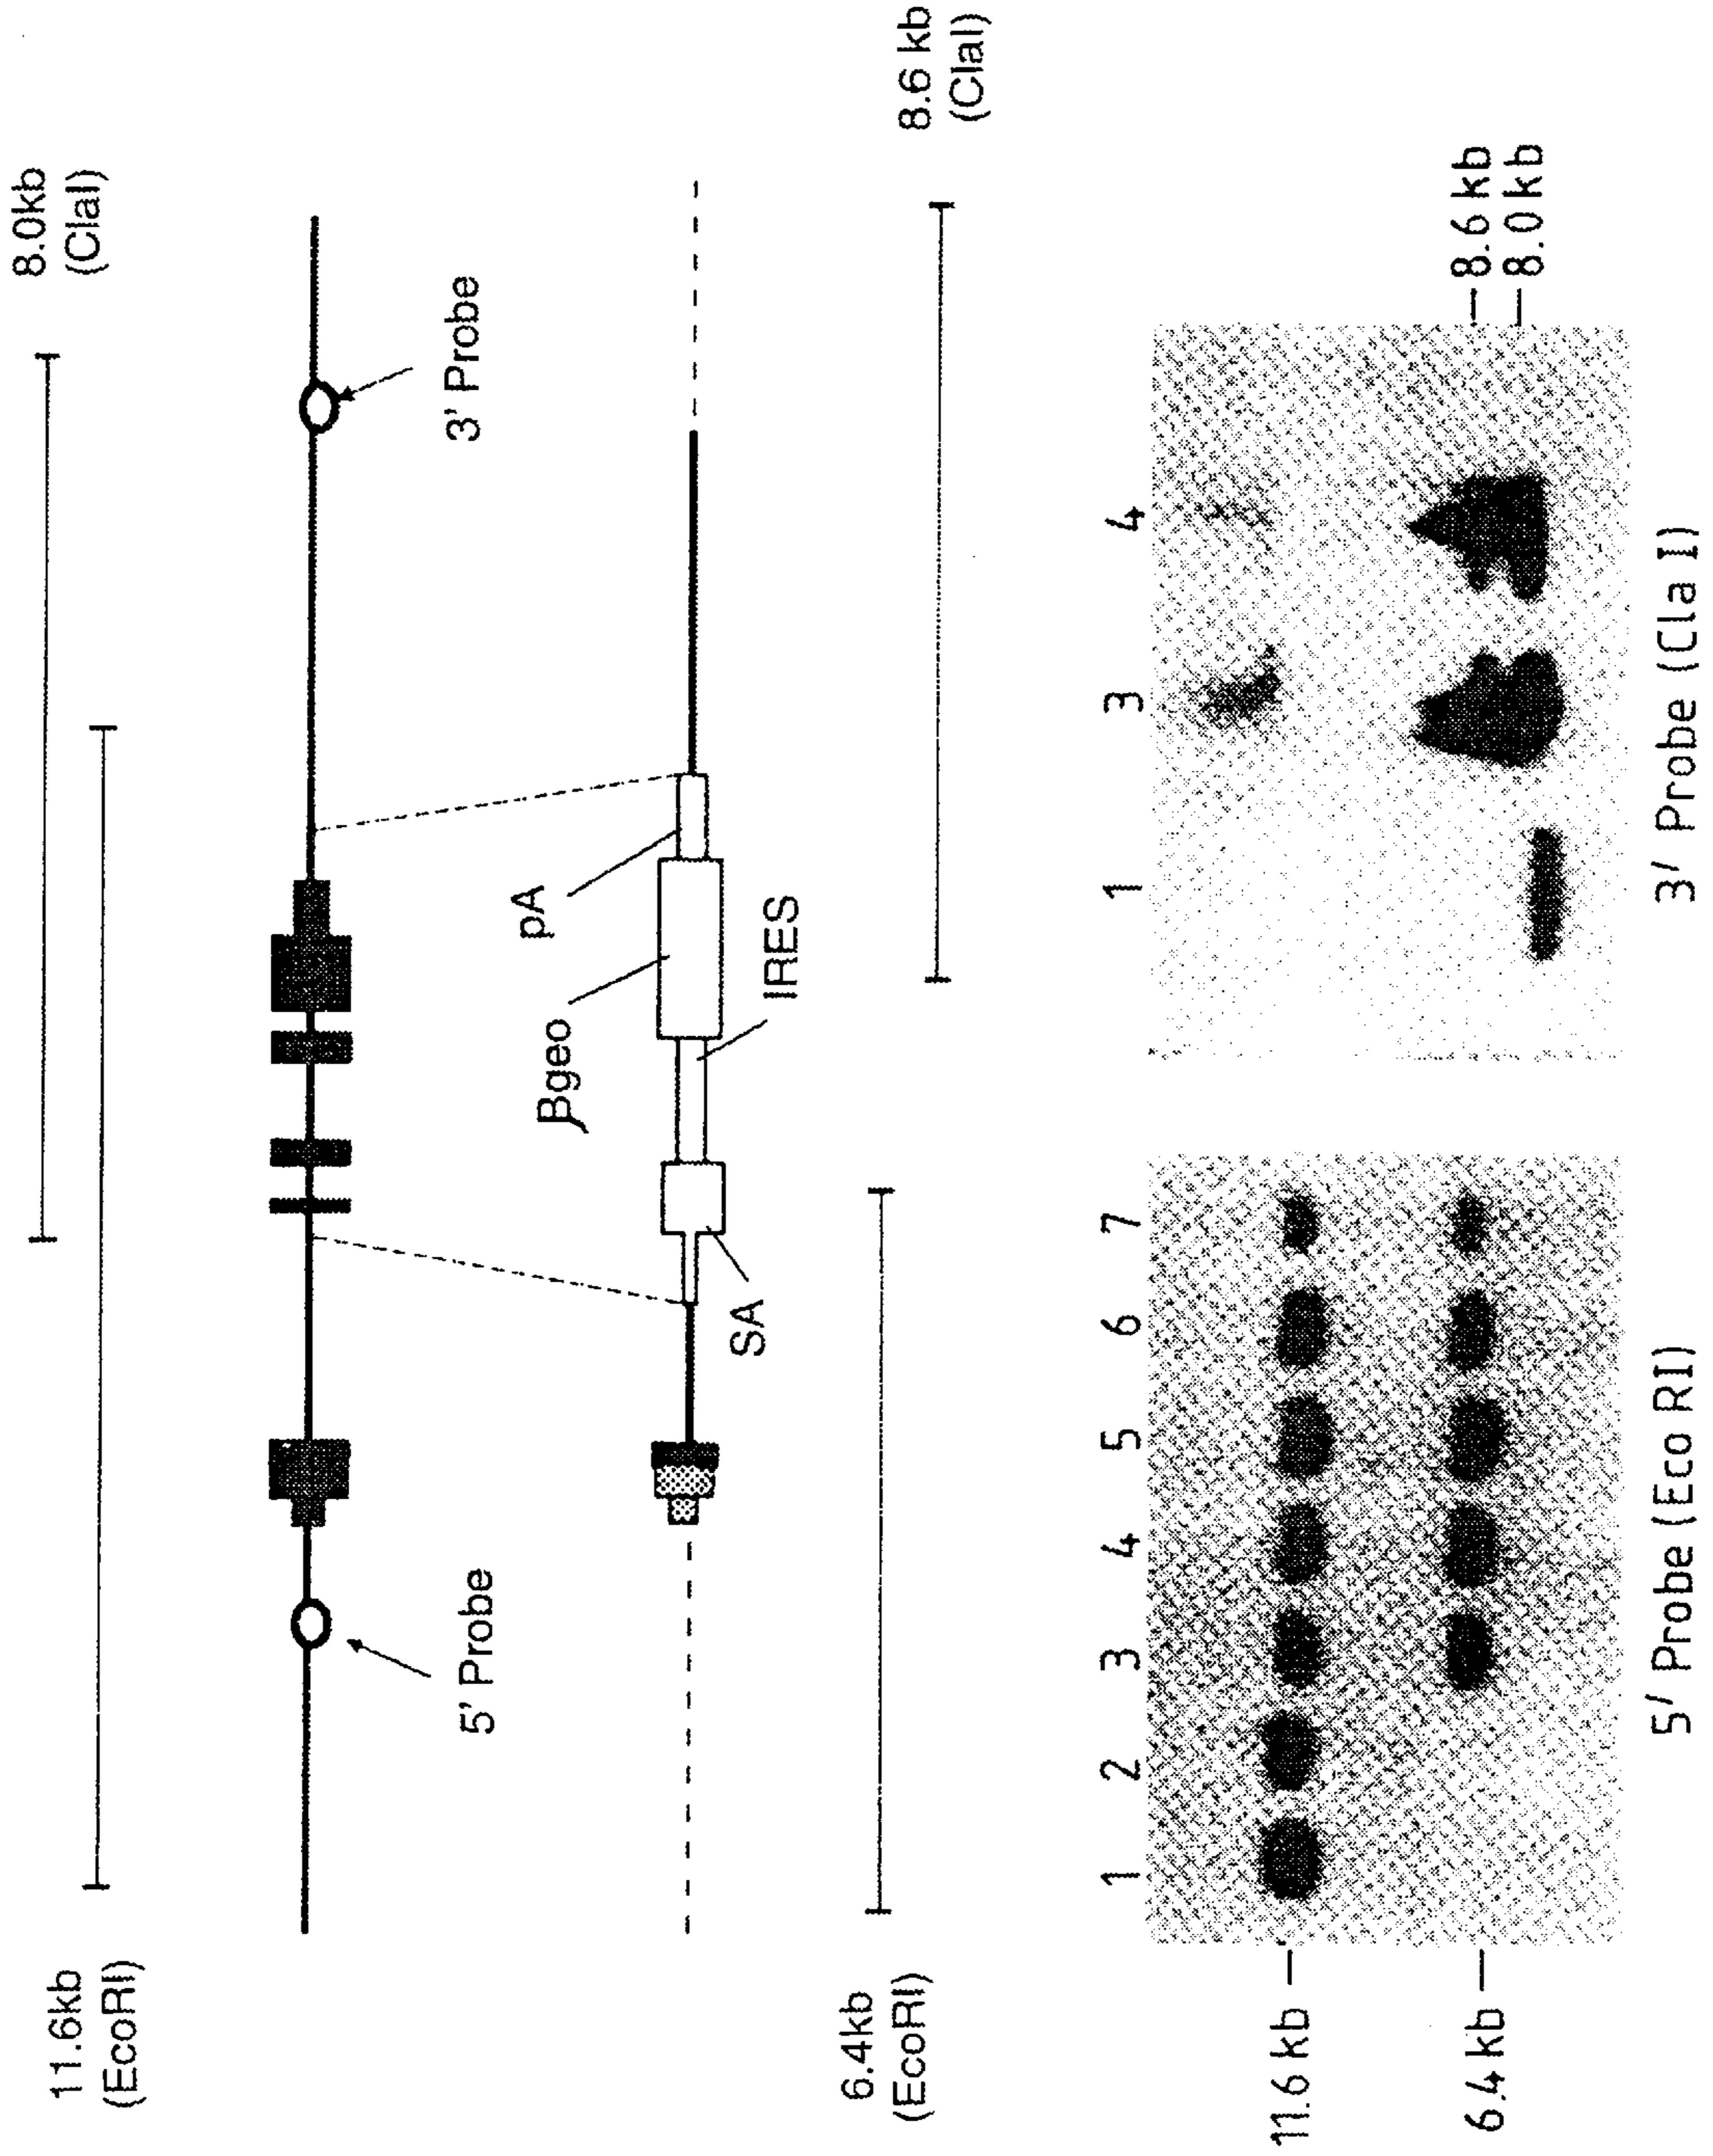 11.6kb
(EcoRI)
8.0kb
(ClaI)
5' Probe
3' Probe
βgeo
pA
SA
IRES
6.4kb
(EcoRI)
8.6 kb
(ClaI)
1 2 3 4 5 6 7
11.6 kb
6.4 kb
5' Probe (Eco RI)
1 3 4
8.6 kb
8.0 kb
3' Probe (Cla I)